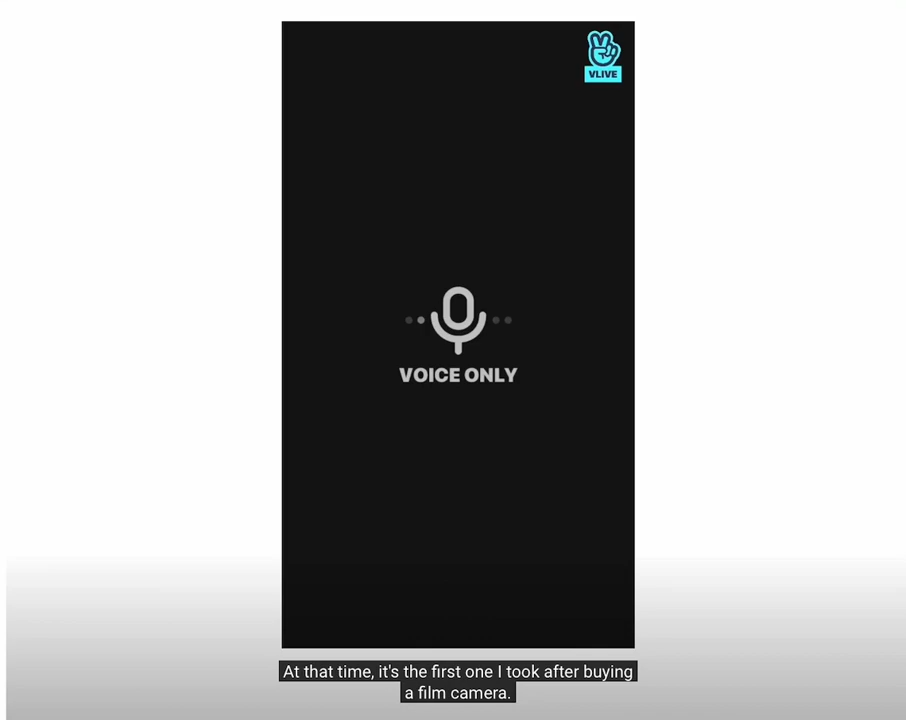 VLIVE
VOICE ONLY
At that time, it's the first one I took after buying
a film camera.